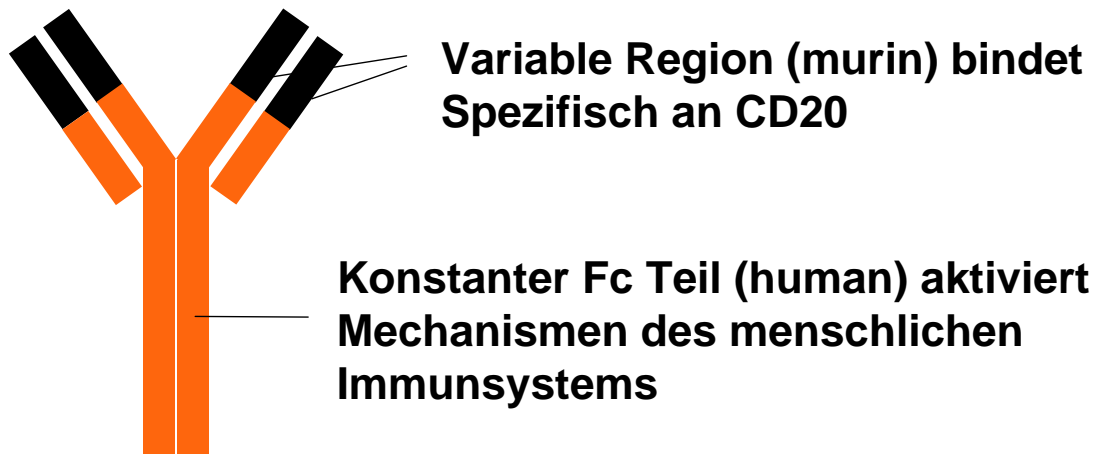 Variable Region (murin) bindet
Spezifisch an CD20
Konstanter Fc Teil (human) aktiviert
Mechanismen des menschlichen
Immunsystems